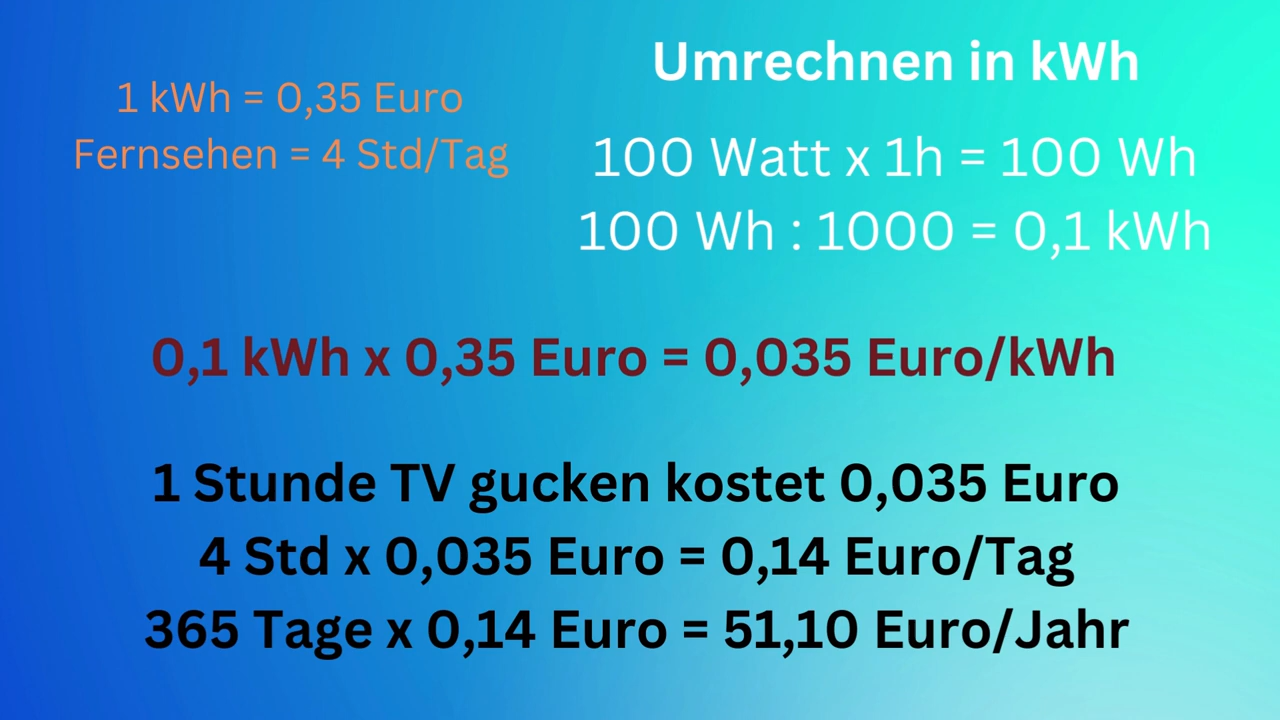 1 kWh = 0,35 Euro
Fernsehen = 4 Std/Tag
Umrechnen in kWh
100 Watt x 1h = 100 Wh
100 Wh : 1000 = 0,1 kWh
0,1 kWh x 0,35 Euro = 0,035 Euro/kWh
1 Stunde TV gucken kostet 0,035 Euro
4 Std x 0,035 Euro = 0,14 Euro/Tag
365 Tage x 0,14 Euro = 51,10 Euro/Jahr